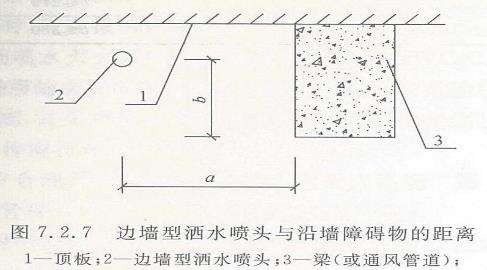 2
1
b
3
a
图 7.2.7 边墙型洒水喷头与沿墙障碍物的距离
1—顶板;2—边墙型洒水喷头;3—梁(或通风管道);